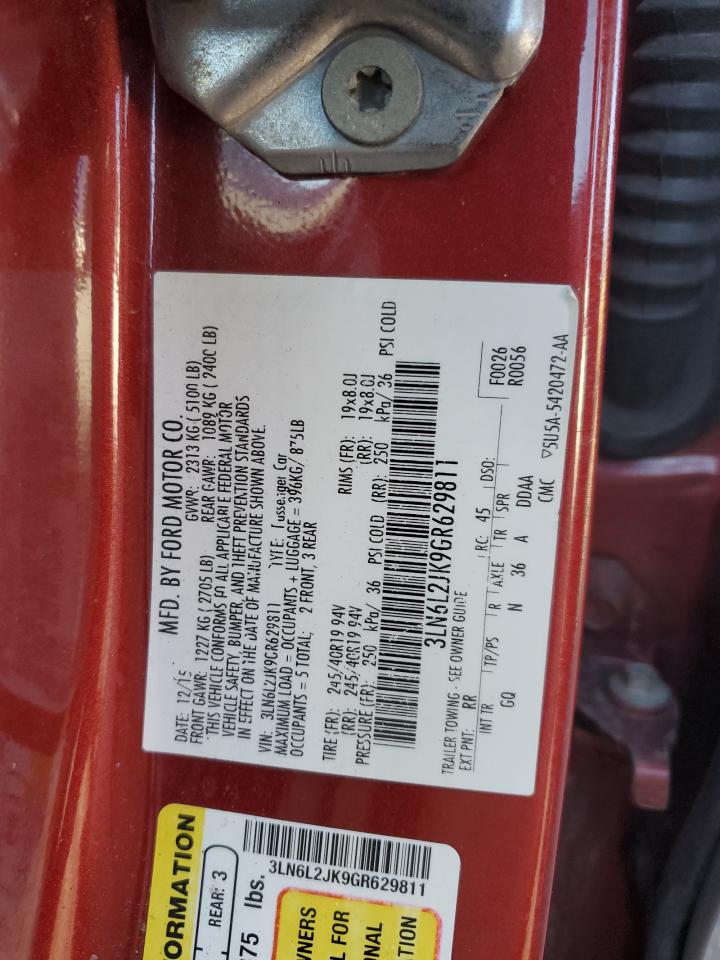 MFD. BY FORD MOTOR CO.
DATE: 12/15 GVWR: 2313 KG ( 5100 LB)
FRONT GAWR: 1227 KG ( 2705 LB) REAR GAWR: 1089 KG ( 2400 LB)
THIS VEHICLE CONFORMS TO ALL APPLICABLE FEDERAL MOTOR
VEHICLE SAFETY, BUMPER, AND THEFT PREVENTION STANDARDS
IN EFFECT ON THE DATE OF MANUFACTURE SHOWN ABOVE.
VIN: 3LN6L2JK9GR629811 TYPE: Passenger Car
MAXIMUM LOAD = OCCUPANTS + LUGGAGE = 396KG/ 875LB
OCCUPANTS = 5 TOTAL; 2 FRONT, 3 REAR
TIRE (FR): 245/40R19 94V RIMS (FR): 19x8.0J
(RR): 245/40R19 94V (RR): 19x8.0J
PRESSURE (FR): 250 kPa/ 36 PSI COLD (RR): 250 kPa/ 36 PSI COLD
3LN6L2JK9GR629811
TRAILER TOWING - SEE OWNER GUIDE
EXT PNT: RR RC: 45 DSO: F0026
R0056
INT TR TP/PS R AXLE TR SPR
GQ N 36 A DDAA
CMC ▽5U5A-5420472-AA
ORMATION
REAR: 3
875 lbs.
3LN6L2JK9GR629811
WNERS
L FOR
ONAL
ATION